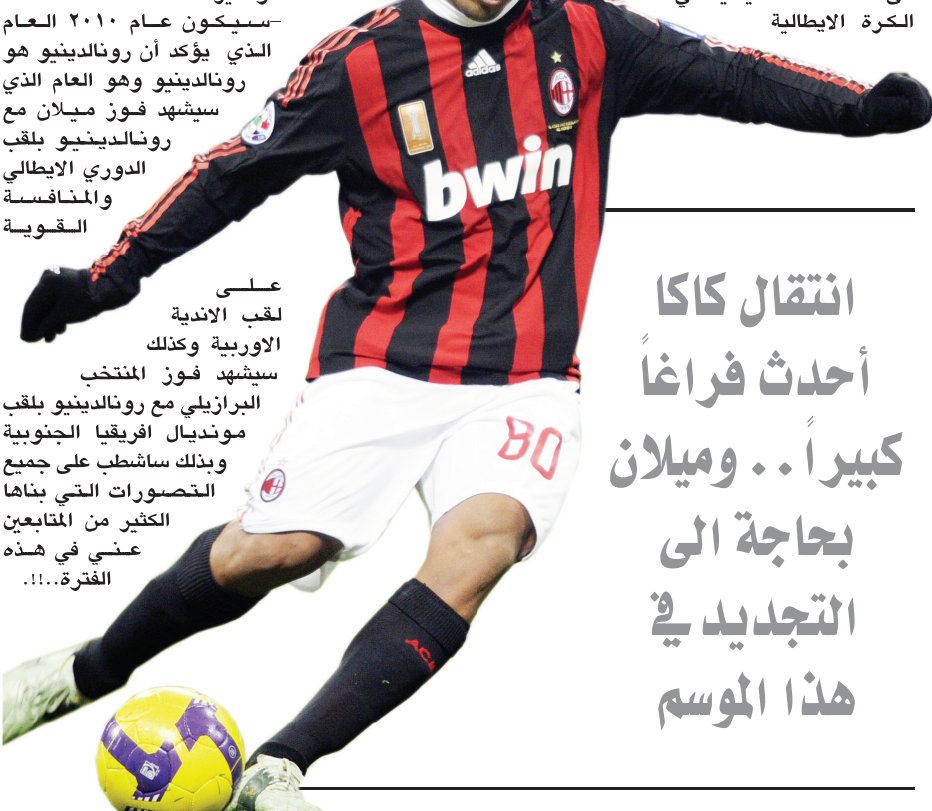 الكرة الايطالية
-سيكون عام ٢٠١٠ العام
الذي يؤكد أن رونالدينيو هو
رونالدينيو وهو العام الذي
سيشهد فوز ميلان مع
رونالدينيو بلقب
الدوري الايطالي
والمنافسة
القوية
على
لقب الاندية
الاوربية وكذلك
سيشهد فوز المنتخب
البرازيلي مع رونالدينيو بلقب
مونديال افريقيا الجنوبية
وبذلك ساشطب على جميع
التصورات التي بناها
الكثير من المتابعين
عني في هذه
الفترة..!!.
adidas
bwin
80
انتقال كاكا
أحدث فراغاً
كبيراً.. وميلان
بحاجة الى
التجديد في
هذا الموسم